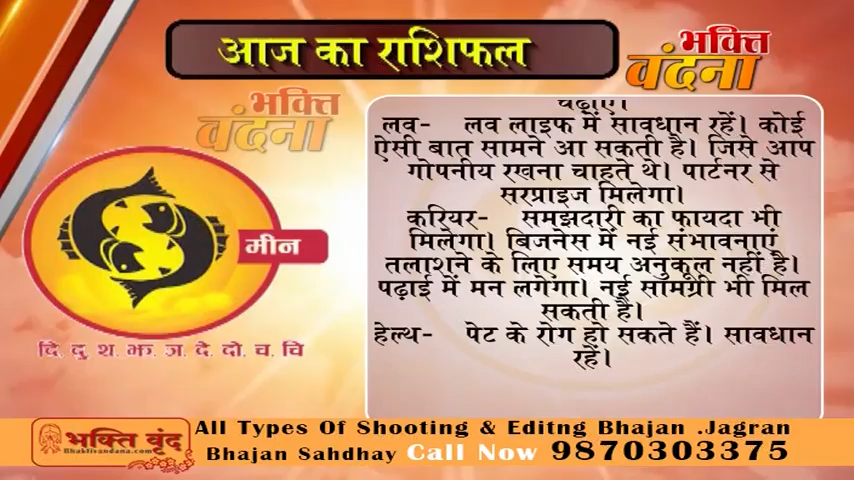 आज का राशिफल
भक्ति
वंदना
भक्ति
वंदना
मीन
दि. दु. श. झ. ञ. दे. दो. च. चि
लव- लव लाइफ में सावधान रहें। कोई
ऐसी बात सामने आ सकती है। जिसे आप
गोपनीय रखना चाहते थे। पार्टनर से
सरप्राइज मिलेगा।
करियर- समझदारी का फायदा भी
मिलेगा। बिजनेस में नई संभावनाएं
तलाशने के लिए समय अनुकूल नहीं है।
पढ़ाई में मन लगेगा। नई सामग्री भी मिल
सकती है।
हेल्थ- पेट के रोग हो सकते हैं। सावधान
रहें।
भक्ति वृंद
Bhaktivandana.com
All Types Of Shooting & Editng Bhajan .Jagran
Bhajan Sahdhay Call Now 9870303375